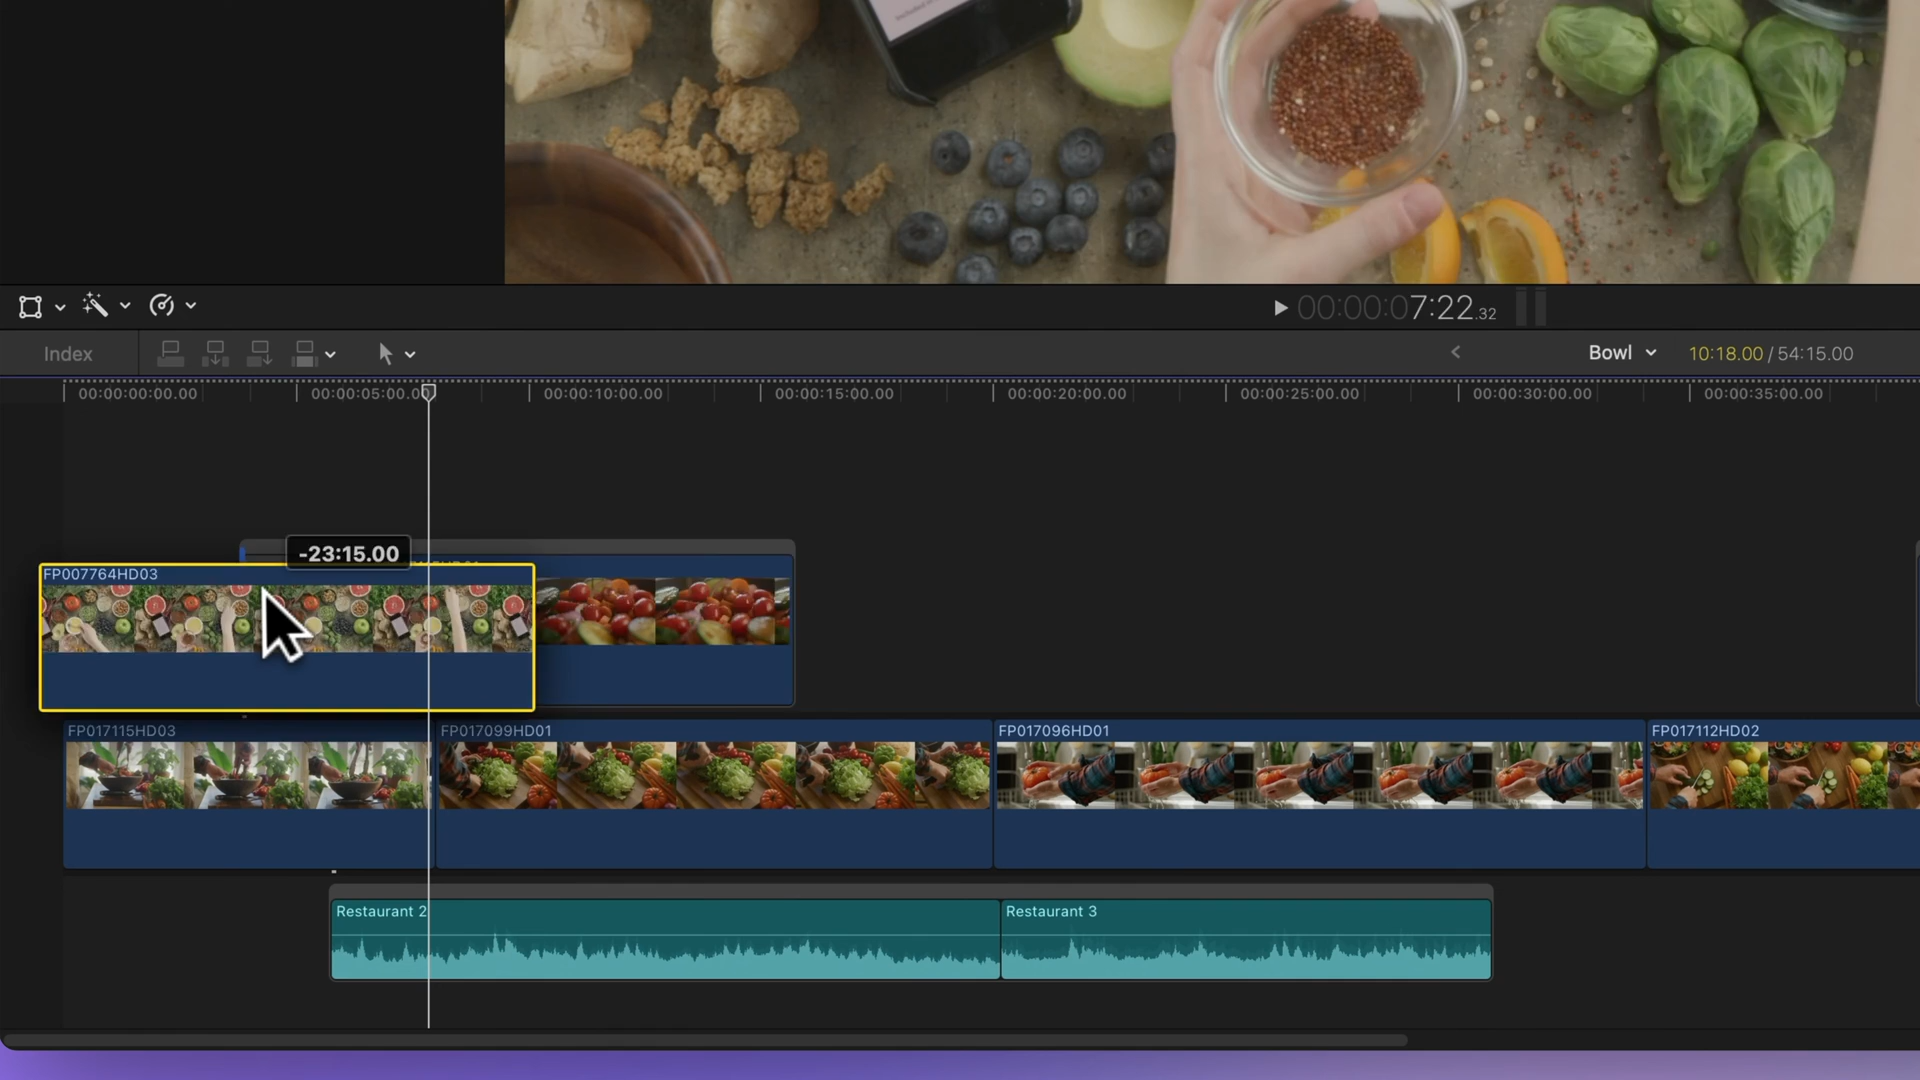 00:00:07:22.32
Index
Bowl
10:18.00 / 54:15.00
00:00:00:00.00
00:00:05:00.0
00:00:10:00.00
00:00:15:00.00
00:00:20:00.00
00:00:25:00.00
00:00:30:00.00
00:00:35:00.00
-23:15.00
FP007764HD03
FP017115HD03
FP017099HD01
FP017096HD01
FP017112HD02
Restaurant 2
Restaurant 3